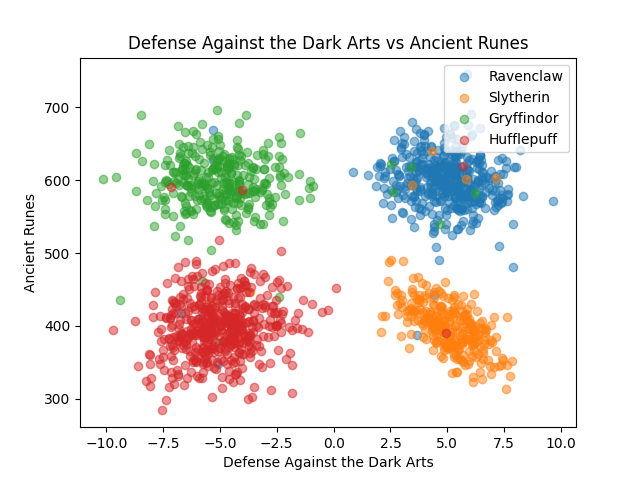 Defense Against the Dark Arts vs Ancient Runes
Ravenclaw
Slytherin
Gryffindor
Hufflepuff
Ancient Runes
700
600
500
400
300
−10.0 −7.5 −5.0 −2.5 0.0 2.5 5.0 7.5 10.0
Defense Against the Dark Arts